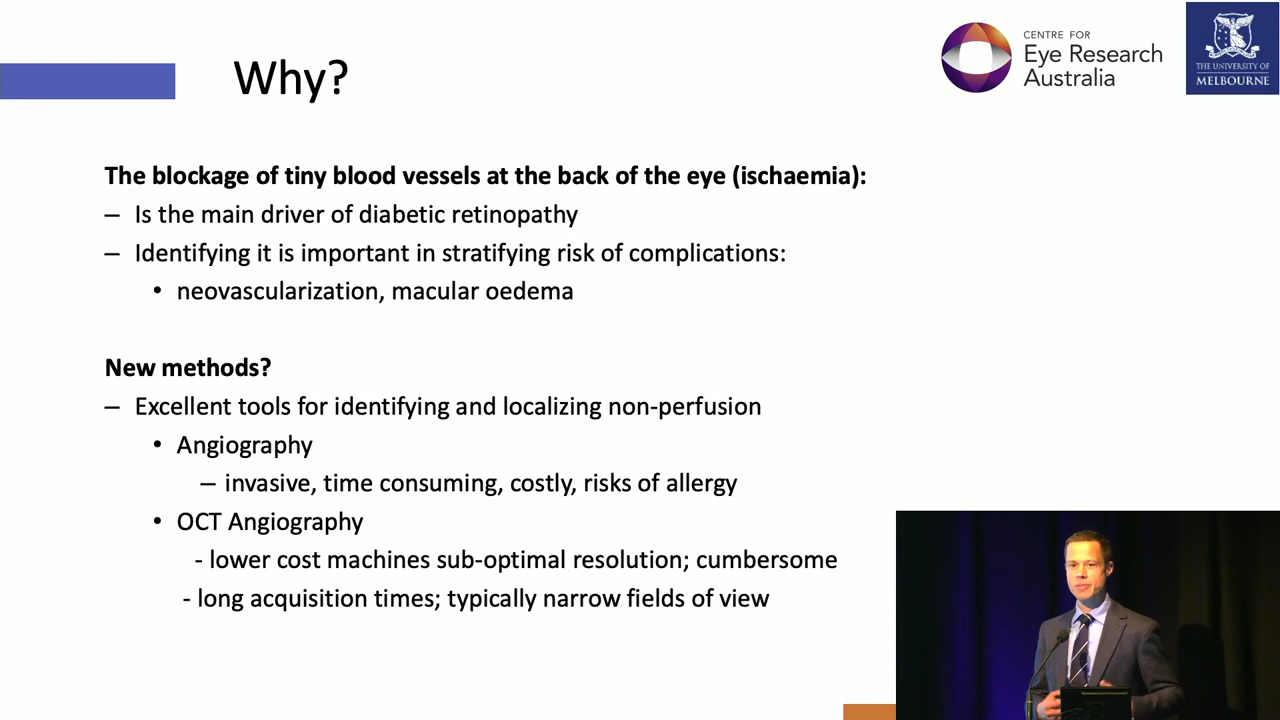 Why?
CENTRE FOR
Eye Research
Australia
THE UNIVERSITY OF
MELBOURNE
The blockage of tiny blood vessels at the back of the eye (ischaemia):
– Is the main driver of diabetic retinopathy
– Identifying it is important in stratifying risk of complications:
• neovascularization, macular oedema
New methods?
– Excellent tools for identifying and localizing non-perfusion
• Angiography
– invasive, time consuming, costly, risks of allergy
• OCT Angiography
- lower cost machines sub-optimal resolution; cumbersome
- long acquisition times; typically narrow fields of view